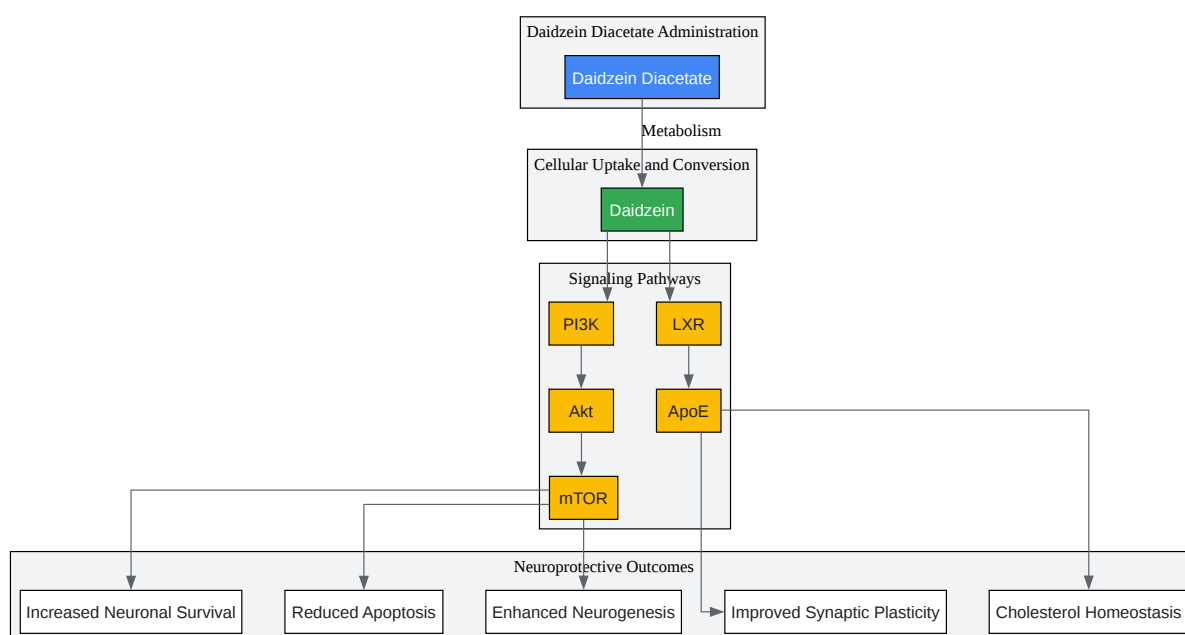 Daidzein Diacetate Administration
Daidzein Diacetate
Metabolism
Cellular Uptake and Conversion
Daidzein
Signaling Pathways
PI3K
LXR
Akt
ApoE
mTOR
Neuroprotective Outcomes
Increased Neuronal Survival
Reduced Apoptosis
Enhanced Neurogenesis
Improved Synaptic Plasticity
Cholesterol Homeostasis